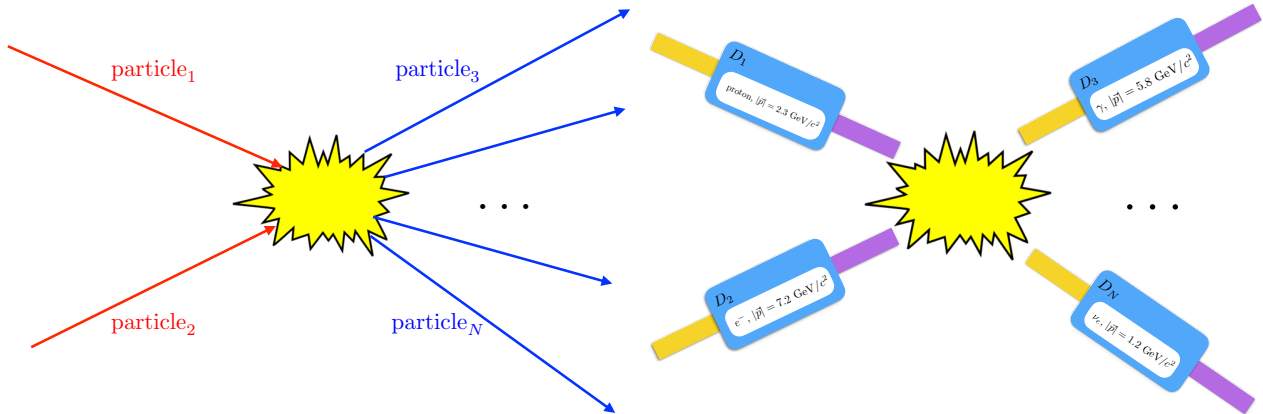 particle₁
particle₃
particle₂
particle_N
. . .
D₁
proton, |p⃗| = 2.3 GeV/c²
D₃
γ, |p⃗| = 5.8 GeV/c²
D₂
e⁻, |p⃗| = 7.2 GeV/c²
D_N
νₑ, |p⃗| = 1.2 GeV/c²
. . .